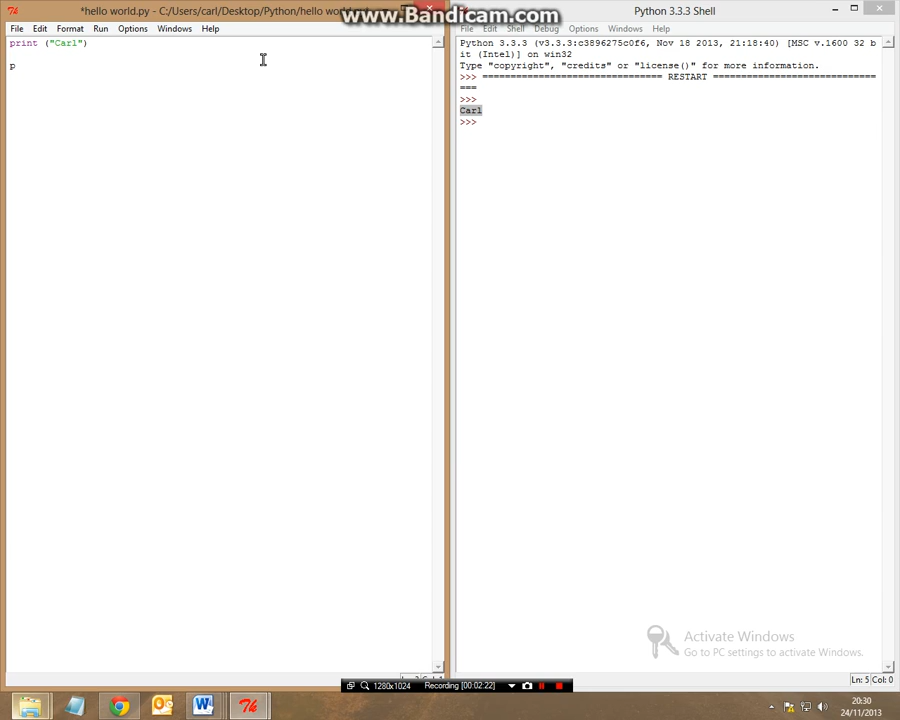 *hello world.py - C:/Users/carl/Desktop/Python/hello
www.Bandicam.com
Python 3.3.3 Shell
File Edit Format Run Options Windows Help
File Edit Shell Debug Options Windows Help
print ("Carl")
p
Python 3.3.3 (v3.3.3:c3896275c0f6, Nov 18 2013, 21:18:40) [MSC v.1600 32 b
it (Intel)] on win32
Type "copyright", "credits" or "license()" for more information.
>>> ================================ RESTART =============================
===
>>>
Carl
>>>
Activate Windows
Go to PC settings to activate Windows.
Ln: 5 Col: 0
1280x1024 Recording [00:02:22]
20:30
24/11/2013